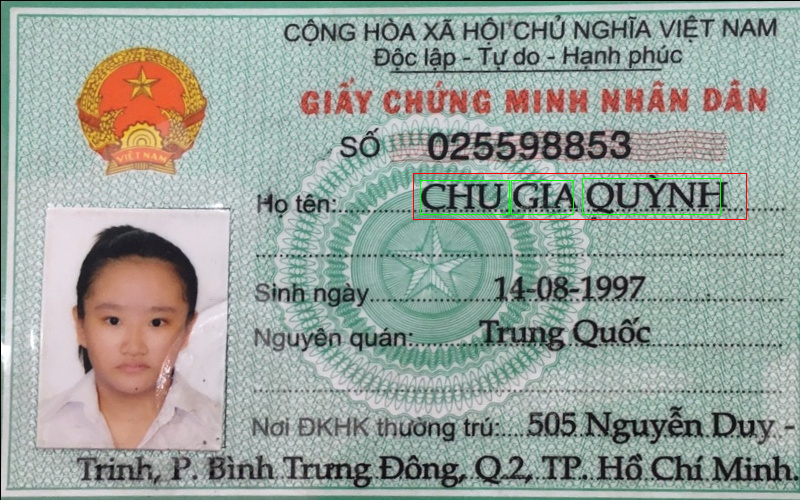 CỘNG HÒA XÃ HỘI CHỦ NGHĨA VIỆT NAM
Độc lập - Tự do - Hạnh phúc
GIẤY CHỨNG MINH NHÂN DÂN
VIỆT NAM
SỐ 025598853
Họ tên: CHU GIA QUỲNH
Sinh ngày 14-08-1997
Nguyên quán: Trung Quốc
Nơi ĐKHK thường trú: 505 Nguyễn Duy -
Trinh, P. Bình Trưng Đông, Q.2, TP. Hồ Chí Minh.